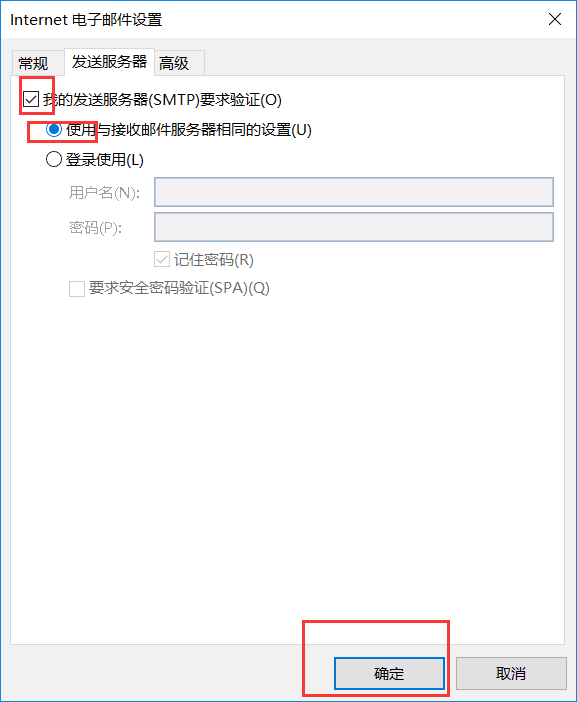 Internet 电子邮件设置
常规 发送服务器 高级
我的发送服务器(SMTP)要求验证(O)
使用与接收邮件服务器相同的设置(U)
登录使用(L)
用户名(N):
密码(P):
记住密码(R)
要求安全密码验证(SPA)(Q)
确定 取消